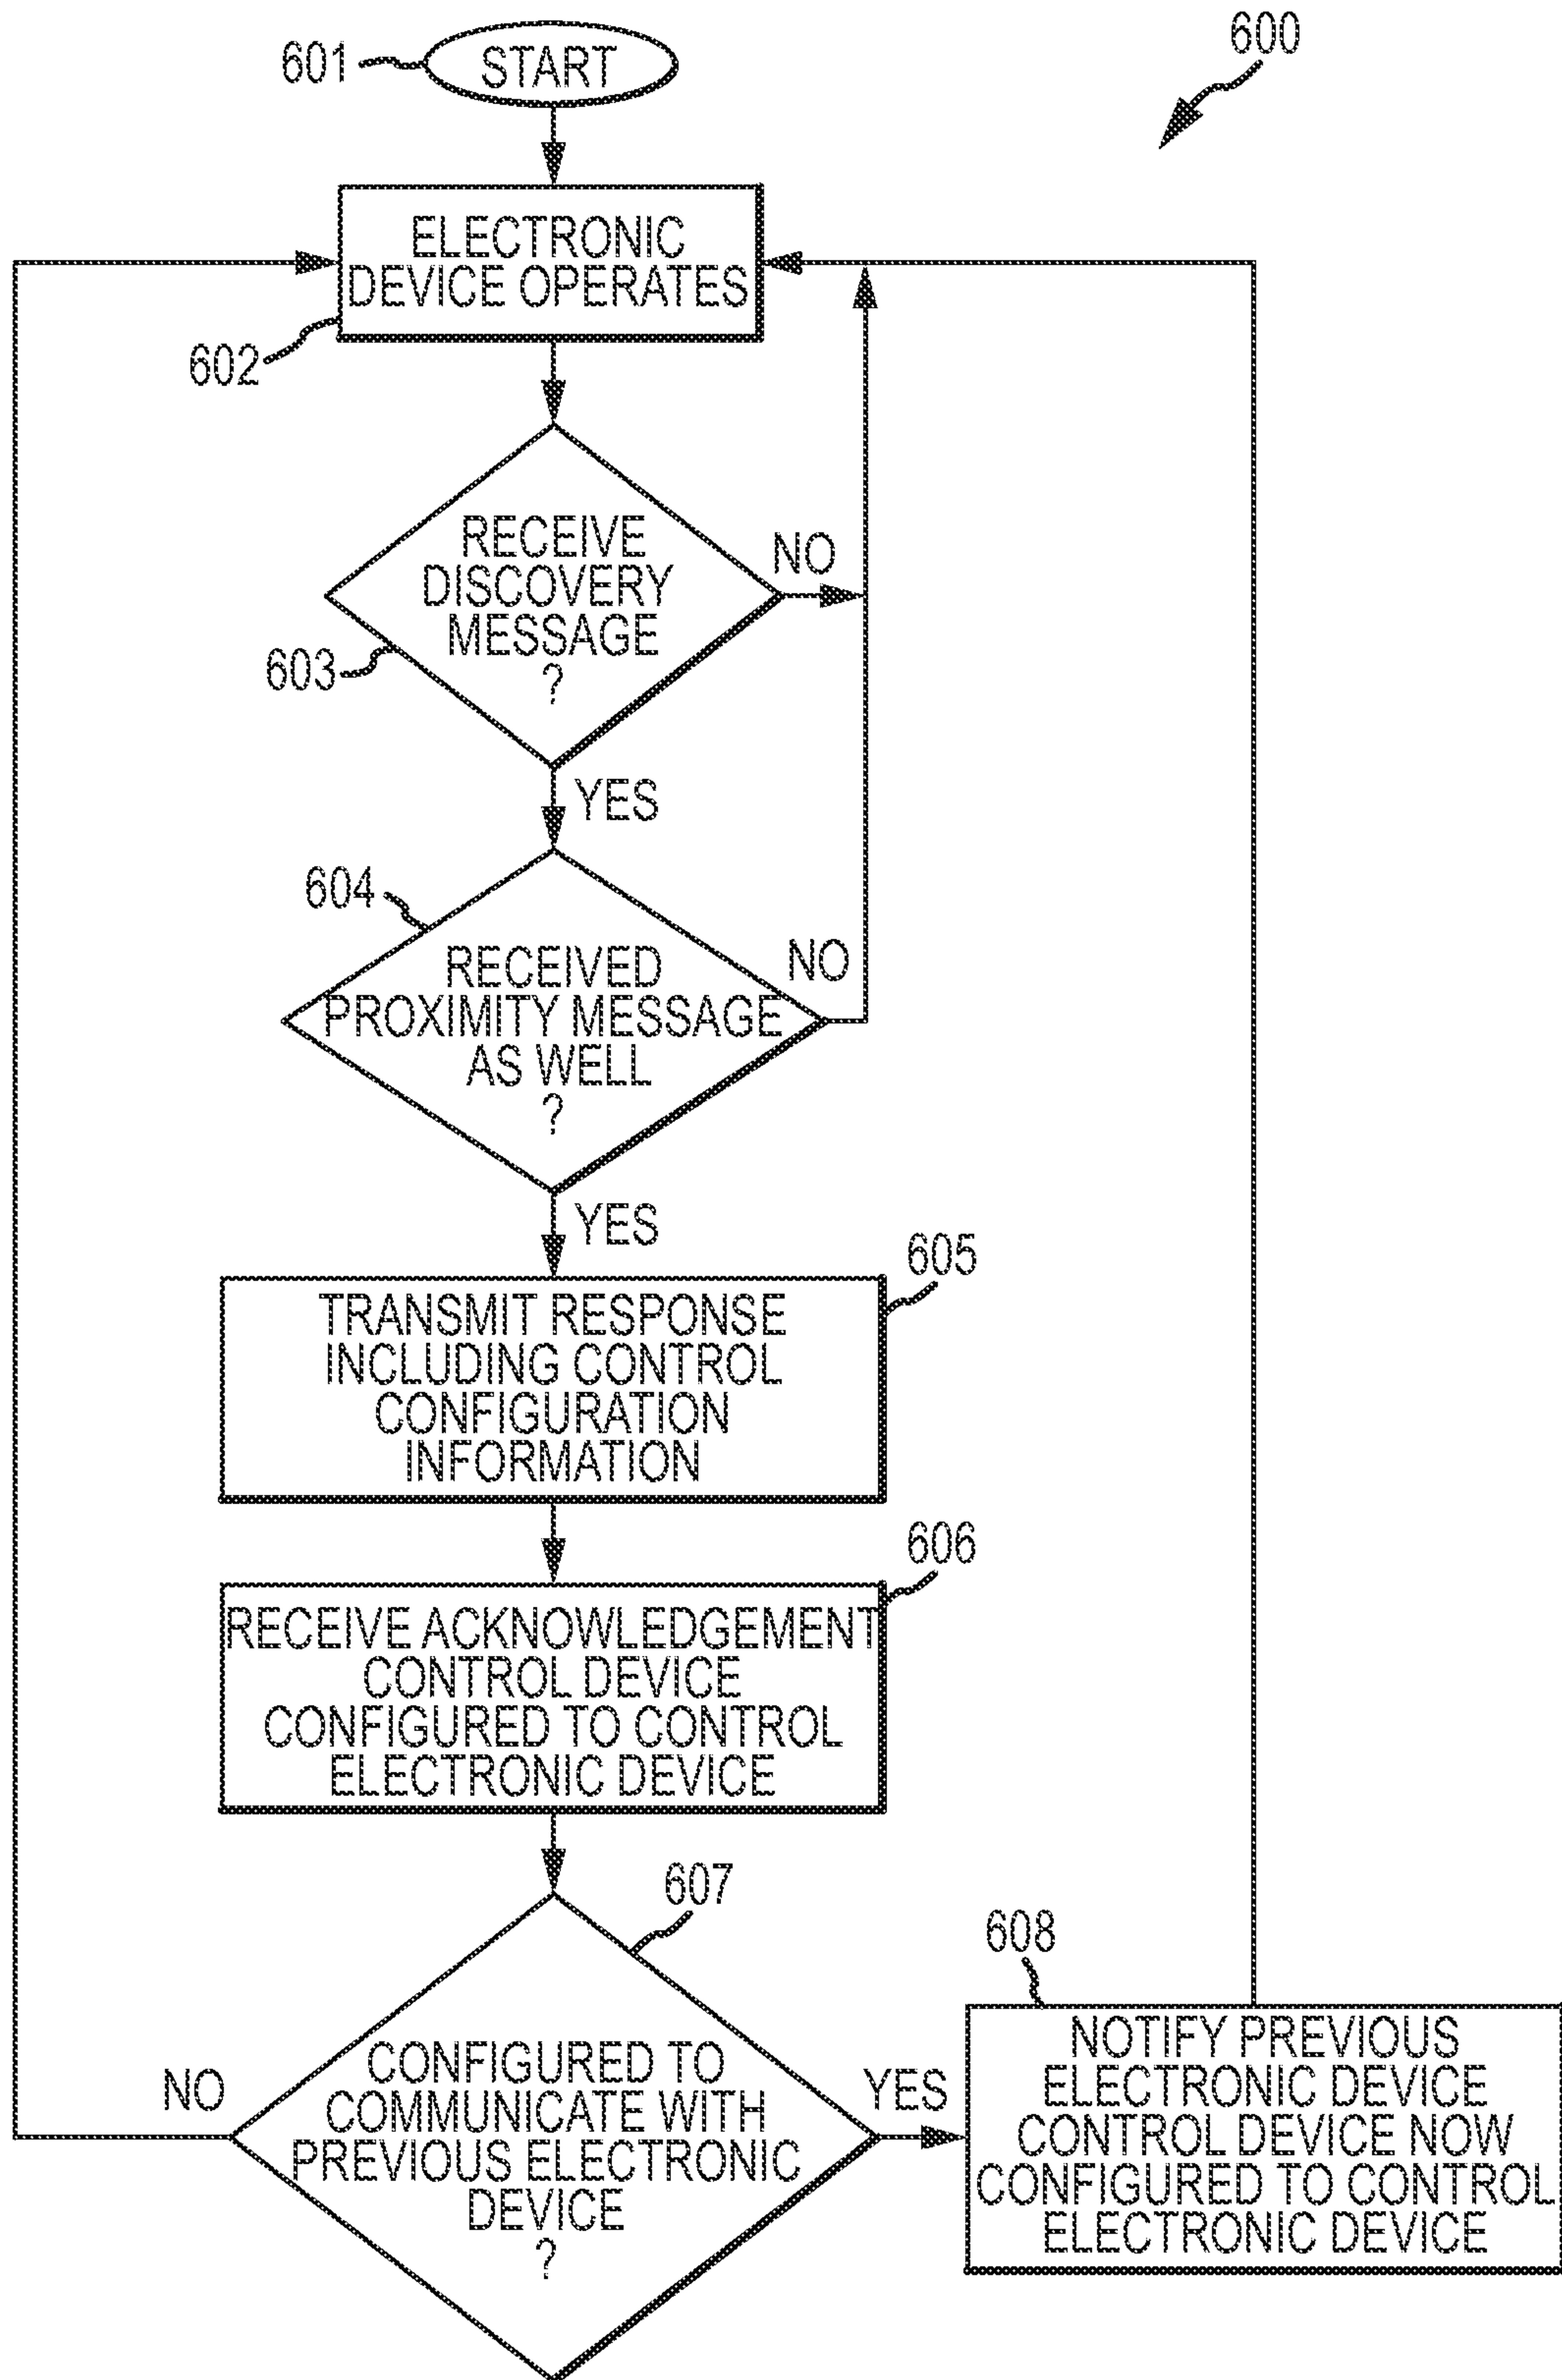 600
601
START
ELECTRONIC
DEVICE OPERATES
602
RECEIVE
DISCOVERY
MESSAGE
?
NO
603
YES
604
RECEIVED
PROXIMITY MESSAGE
AS WELL
?
NO
YES
605
TRANSMIT RESPONSE
INCLUDING CONTROL
CONFIGURATION
INFORMATION
606
RECEIVE ACKNOWLEDGEMENT
CONTROL DEVICE
CONFIGURED TO CONTROL
ELECTRONIC DEVICE
607
CONFIGURED TO
COMMUNICATE WITH
PREVIOUS ELECTRONIC
DEVICE
?
NO
YES
608
NOTIFY PREVIOUS
ELECTRONIC DEVICE
CONTROL DEVICE NOW
CONFIGURED TO CONTROL
ELECTRONIC DEVICE